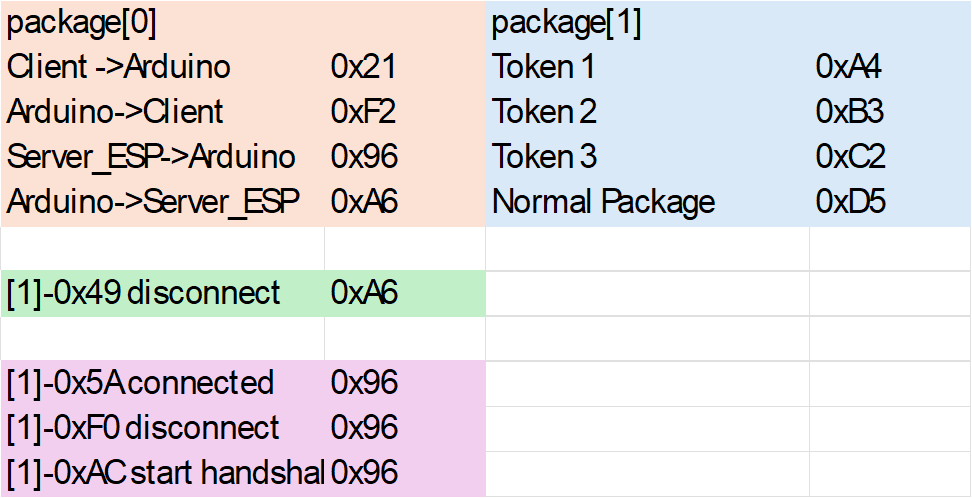 package[0] package[1]
Client ->Arduino 0x21 Token 1 0xA4
Arduino->Client 0xF2 Token 2 0xB3
Server_ESP->Arduino 0x96 Token 3 0xC2
Arduino->Server_ESP 0xA6 Normal Package 0xD5
[1]-0x49 disconnect 0xA6
[1]-0x5A connected 0x96
[1]-0xF0 disconnect 0x96
[1]-0xAC start handshal 0x96